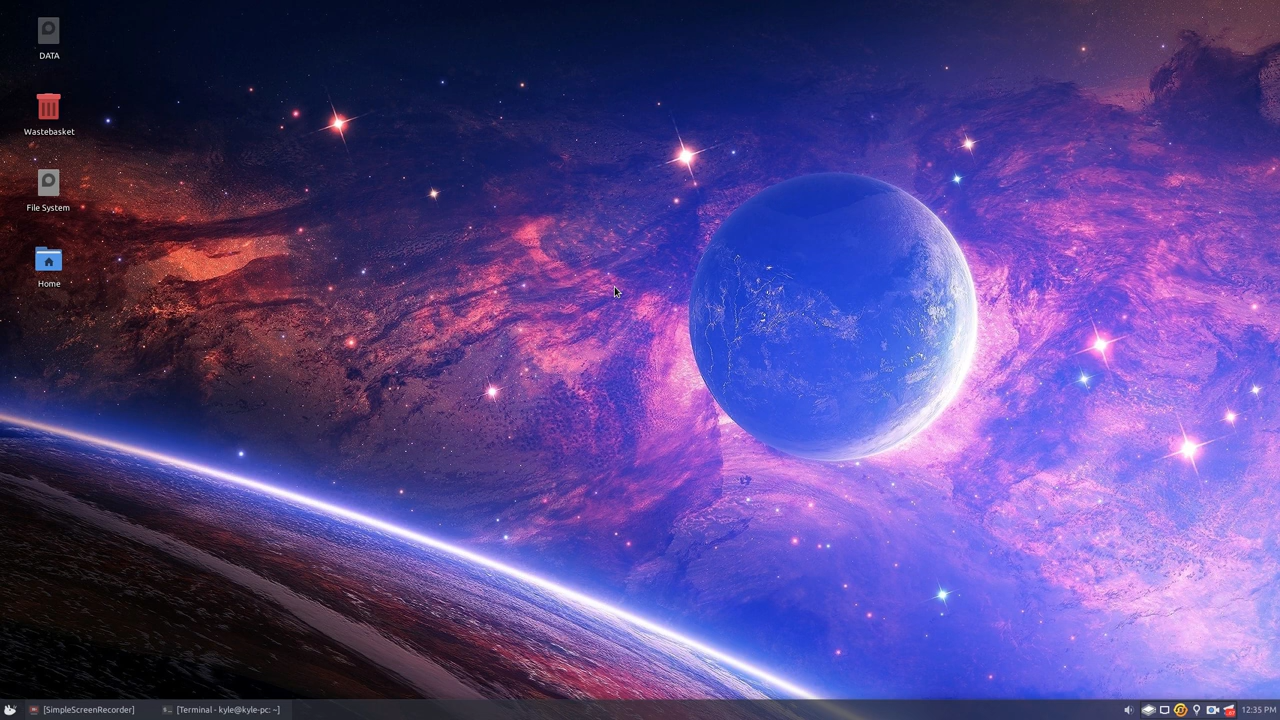 DATA
Wastebasket
File System
Home
[SimpleScreenRecorder]
[Terminal - kyle@kyle-pc: ~]
12:35 PM